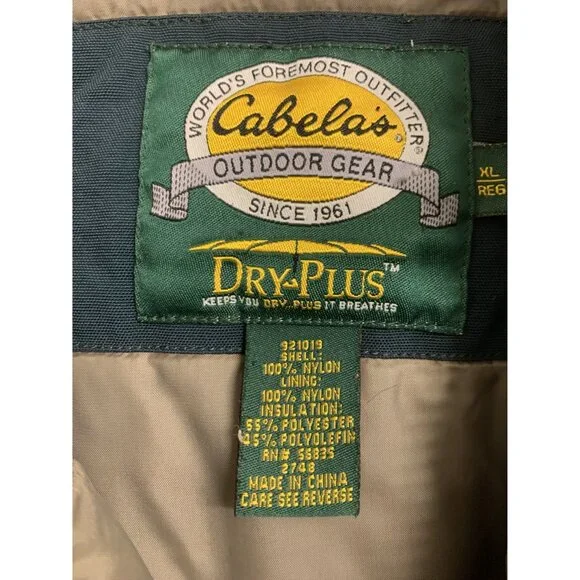 WORLD'S FOREMOST OUTFITTER®
Cabela's
OUTDOOR GEAR
SINCE 1961
XL
REG
DRY-PLUS™
KEEPS YOU DRY...PLUS IT BREATHES
921019
SHELL:
100% NYLON
LINING:
100% NYLON
INSULATION:
55% POLYESTER
45% POLYOLEFIN
RN# 56835
2748
MADE IN CHINA
CARE SEE REVERSE